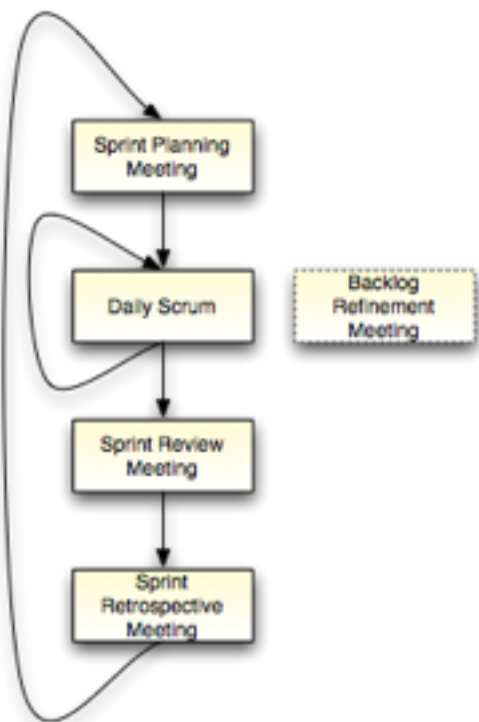 Sprint Planning
Meeting
Daily Scrum
Backlog
Refinement
Meeting
Sprint Review
Meeting
Sprint
Retrospective
Meeting